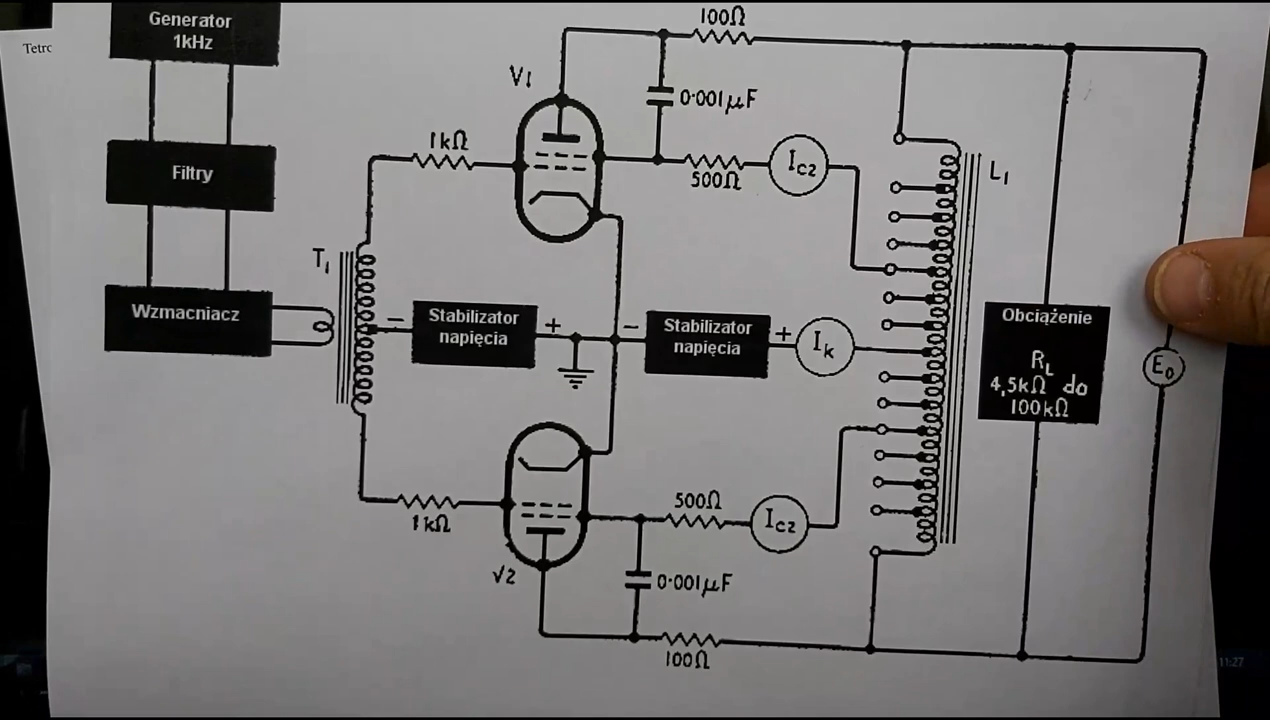 Generator
1kHz
Tetro
Filtry
Wzmacniacz
T1
1kΩ
V1
100Ω
0·001μF
500Ω
Ic2
L1
−
Stabilizator
napięcia
+
−
Stabilizator
napięcia
+
Ik
Obciążenie
RL
4,5kΩ do
100kΩ
E0
1kΩ
V2
500Ω
Ic2
0·001μF
100Ω
11:27